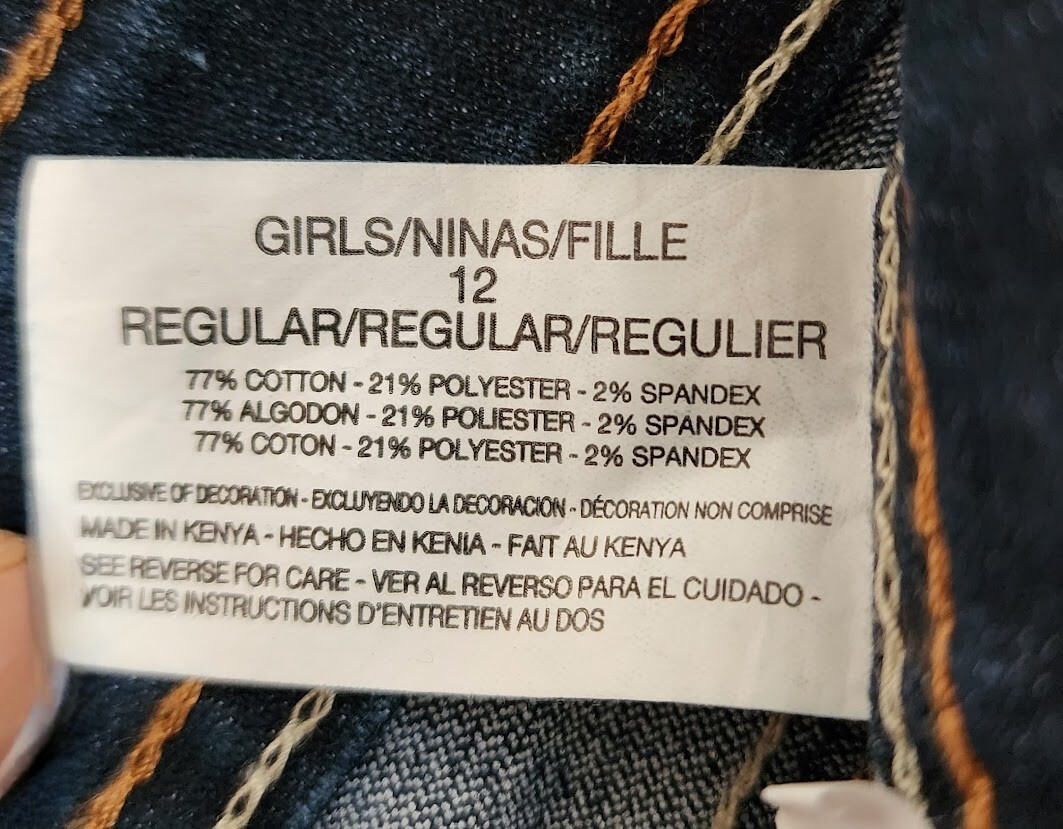 GIRLS/NINAS/FILLE
12
REGULAR/REGULAR/REGULIER
77% COTTON - 21% POLYESTER - 2% SPANDEX
77% ALGODON - 21% POLIESTER - 2% SPANDEX
77% COTON - 21% POLYESTER - 2% SPANDEX
EXCLUSIVE OF DECORATION - EXCLUYENDO LA DECORACION - DÉCORATION NON COMPRISE
MADE IN KENYA - HECHO EN KENIA - FAIT AU KENYA
SEE REVERSE FOR CARE - VER AL REVERSO PARA EL CUIDADO -
VOIR LES INSTRUCTIONS D'ENTRETIEN AU DOS